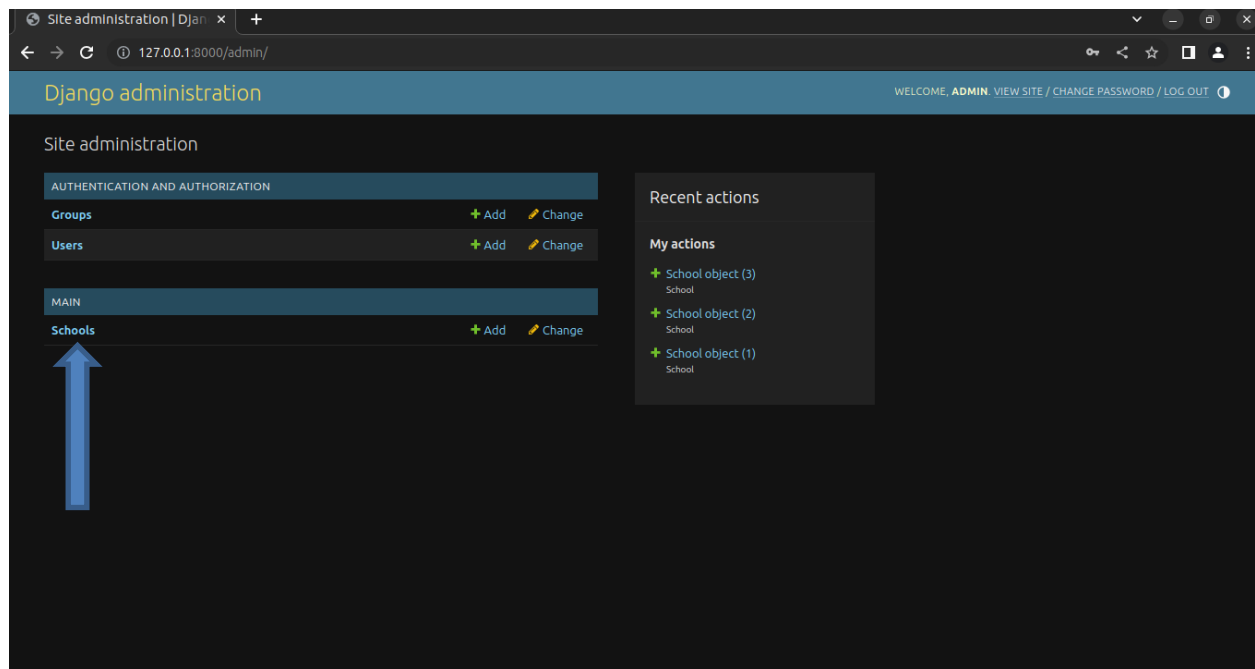 Site administration | Djan
127.0.0.1:8000/admin/
Django administration
WELCOME, ADMIN. VIEW SITE / CHANGE PASSWORD / LOG OUT
Site administration
AUTHENTICATION AND AUTHORIZATION
Groups Add Change
Users Add Change
MAIN
Schools Add Change
Recent actions
My actions
School object (3)
School
School object (2)
School
School object (1)
School